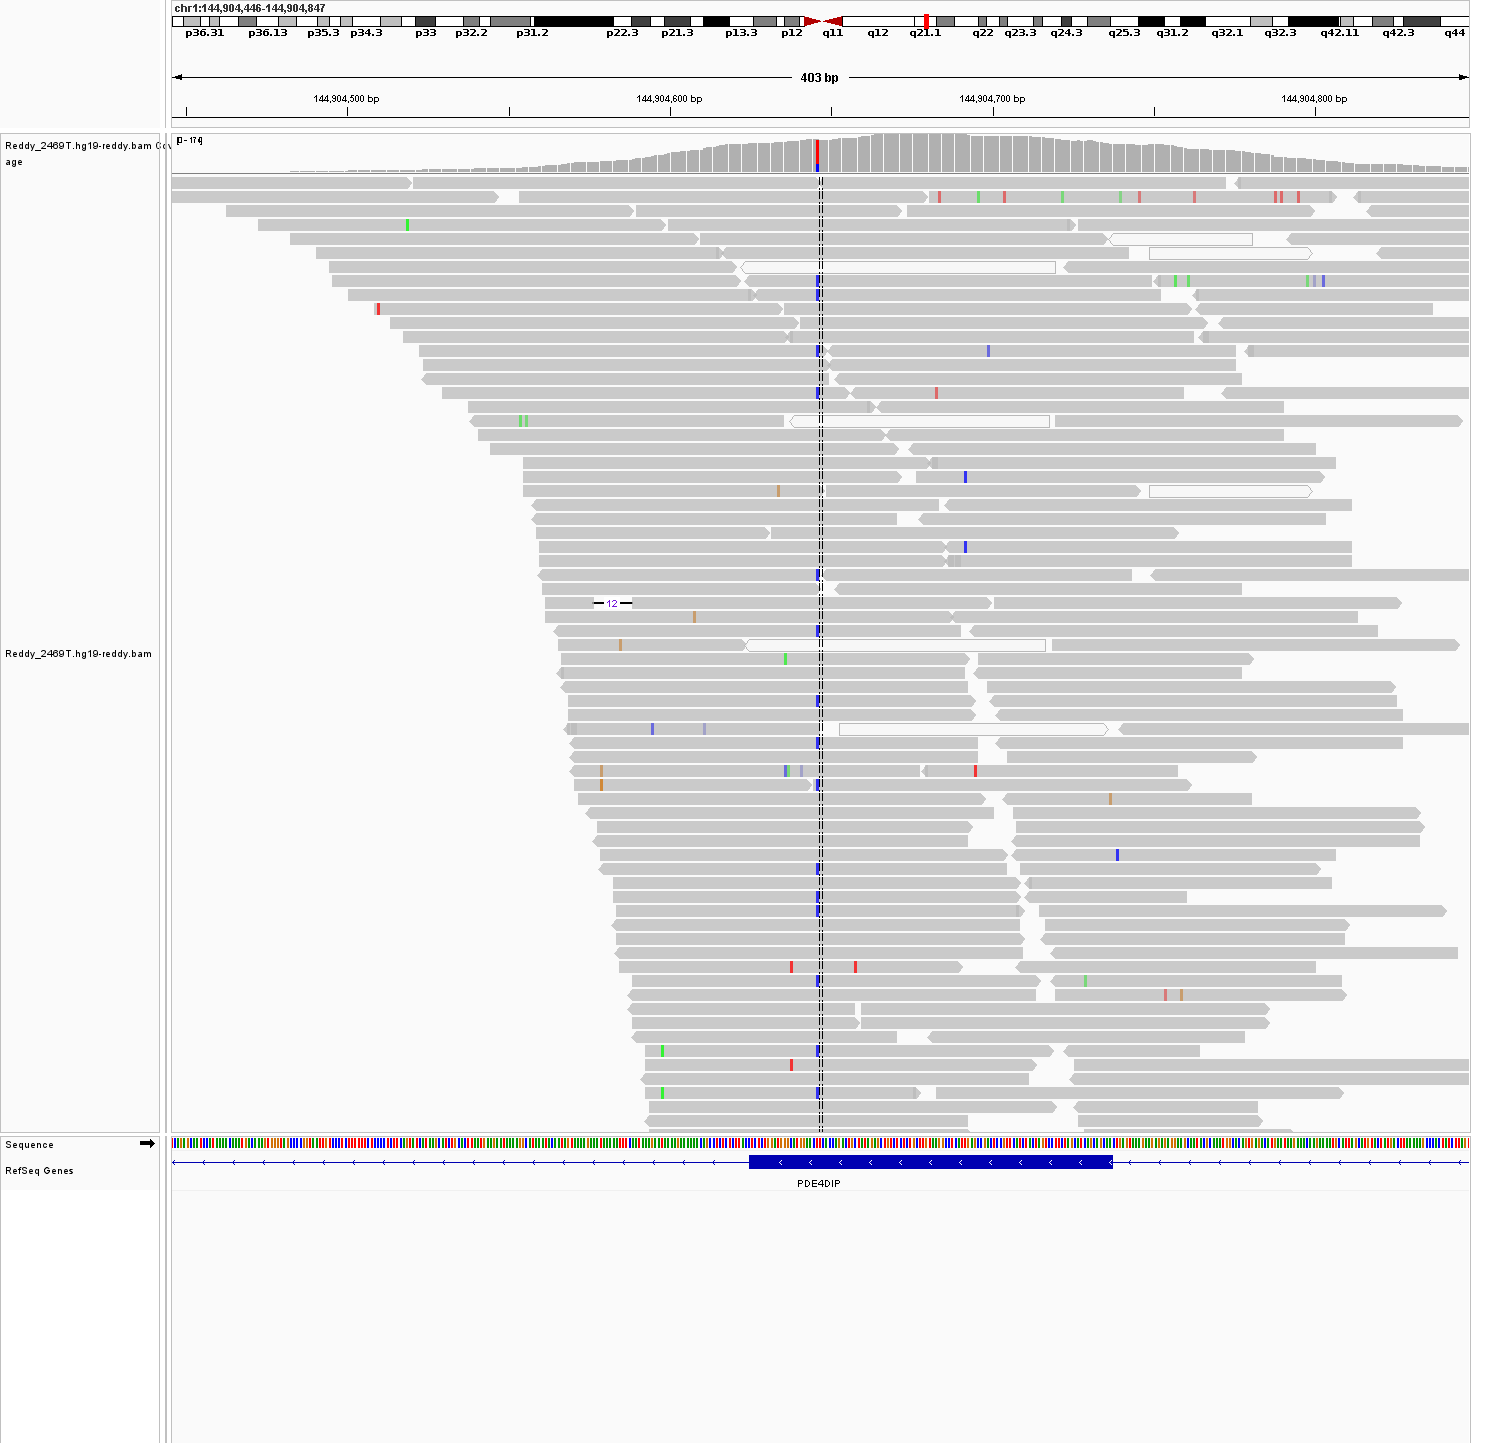 chr1:144,904,446-144,904,847
p36.31 p36.13 p35.3 p34.3 p33 p32.2 p31.2 p22.3 p21.3 p13.3 p12 q11 q12 q21.1 q22 q23.3 q24.3 q25.3 q31.2 q32.1 q32.3 q42.11 q42.3 q44
403 bp
144,904,500 bp 144,904,600 bp 144,904,700 bp 144,904,800 bp
[0 - 174]
Reddy_2469T.hg19-reddy.bam Cov
age
12
Reddy_2469T.hg19-reddy.bam
Sequence
RefSeq Genes
PDE4DIP